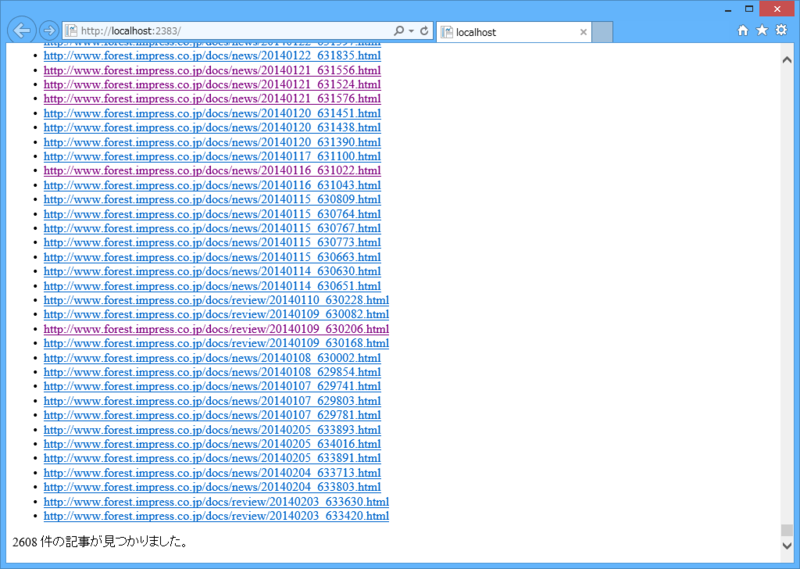 http://localhost:2383/
localhost
http://www.forest.impress.co.jp/docs/news/20140122_631835.html
http://www.forest.impress.co.jp/docs/news/20140121_631556.html
http://www.forest.impress.co.jp/docs/news/20140121_631524.html
http://www.forest.impress.co.jp/docs/news/20140121_631576.html
http://www.forest.impress.co.jp/docs/news/20140120_631451.html
http://www.forest.impress.co.jp/docs/news/20140120_631438.html
http://www.forest.impress.co.jp/docs/news/20140120_631390.html
http://www.forest.impress.co.jp/docs/news/20140117_631100.html
http://www.forest.impress.co.jp/docs/news/20140116_631022.html
http://www.forest.impress.co.jp/docs/news/20140116_631043.html
http://www.forest.impress.co.jp/docs/news/20140115_630809.html
http://www.forest.impress.co.jp/docs/news/20140115_630764.html
http://www.forest.impress.co.jp/docs/news/20140115_630767.html
http://www.forest.impress.co.jp/docs/news/20140115_630773.html
http://www.forest.impress.co.jp/docs/news/20140115_630663.html
http://www.forest.impress.co.jp/docs/news/20140114_630630.html
http://www.forest.impress.co.jp/docs/news/20140114_630651.html
http://www.forest.impress.co.jp/docs/review/20140110_630228.html
http://www.forest.impress.co.jp/docs/review/20140109_630082.html
http://www.forest.impress.co.jp/docs/review/20140109_630206.html
http://www.forest.impress.co.jp/docs/review/20140109_630168.html
http://www.forest.impress.co.jp/docs/news/20140108_630002.html
http://www.forest.impress.co.jp/docs/news/20140108_629854.html
http://www.forest.impress.co.jp/docs/news/20140107_629741.html
http://www.forest.impress.co.jp/docs/news/20140107_629803.html
http://www.forest.impress.co.jp/docs/news/20140107_629781.html
http://www.forest.impress.co.jp/docs/news/20140205_633893.html
http://www.forest.impress.co.jp/docs/news/20140205_634016.html
http://www.forest.impress.co.jp/docs/news/20140205_633891.html
http://www.forest.impress.co.jp/docs/news/20140204_633713.html
http://www.forest.impress.co.jp/docs/news/20140204_633803.html
http://www.forest.impress.co.jp/docs/review/20140203_633630.html
http://www.forest.impress.co.jp/docs/review/20140203_633420.html
2608 件の記事が見つかりました。